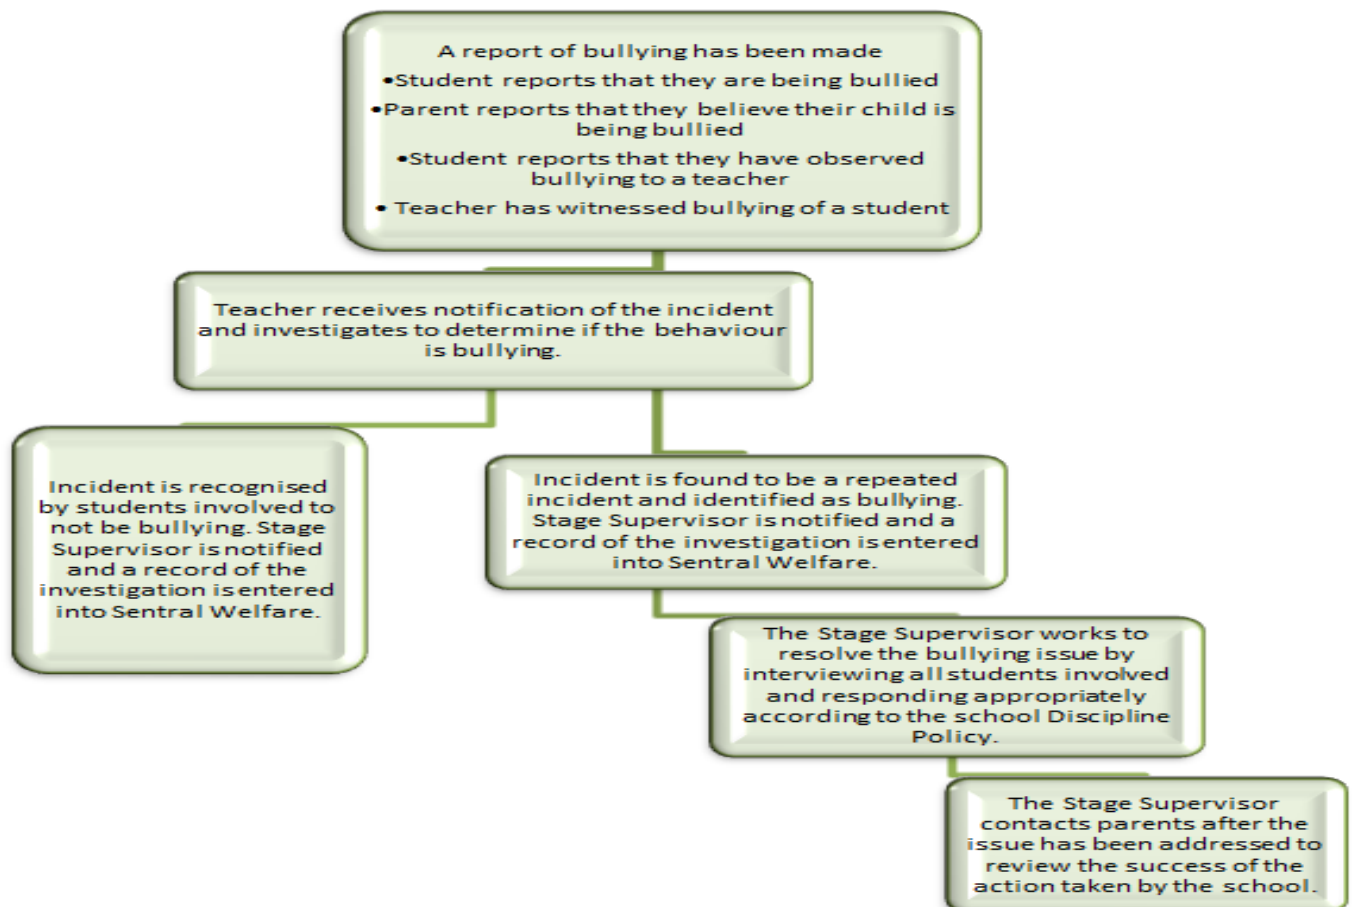 A report of bullying has been made
•Student reports that they are being bullied
•Parent reports that they believe their child is
being bullied
•Student reports that they have observed
bullying to a teacher
• Teacher has witnessed bullying of a student
Teacher receives notification of the incident
and investigates to determine if the behaviour
is bullying.
Incident is recognised
by students involved to
not be bullying. Stage
Supervisor is notified
and a record of the
investigation is entered
into Sentral Welfare.
Incident is found to be a repeated
incident and identified as bullying.
Stage Supervisor is notified and a
record of the investigation is entered
into Sentral Welfare.
The Stage Supervisor works to
resolve the bullying issue by
interviewing all students involved
and responding appropriately
according to the school Discipline
Policy.
The Stage Supervisor
contacts parents after the
issue has been addressed to
review the success of the
action taken by the school.